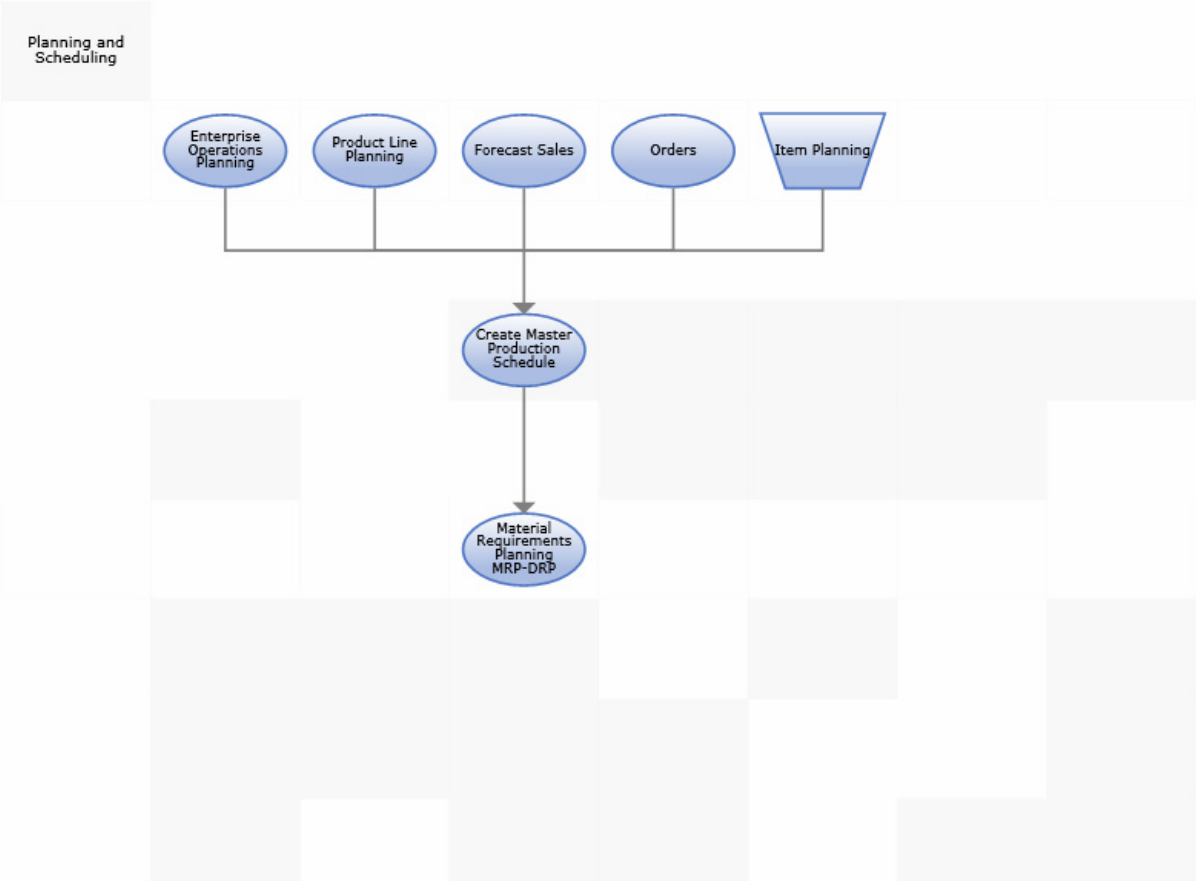 Planning and
Scheduling
Enterprise
Operations
Planning
Product Line
Planning
Forecast Sales
Orders
Item Planning
Create Master
Production
Schedule
Material
Requirements
Planning
MRP-DRP